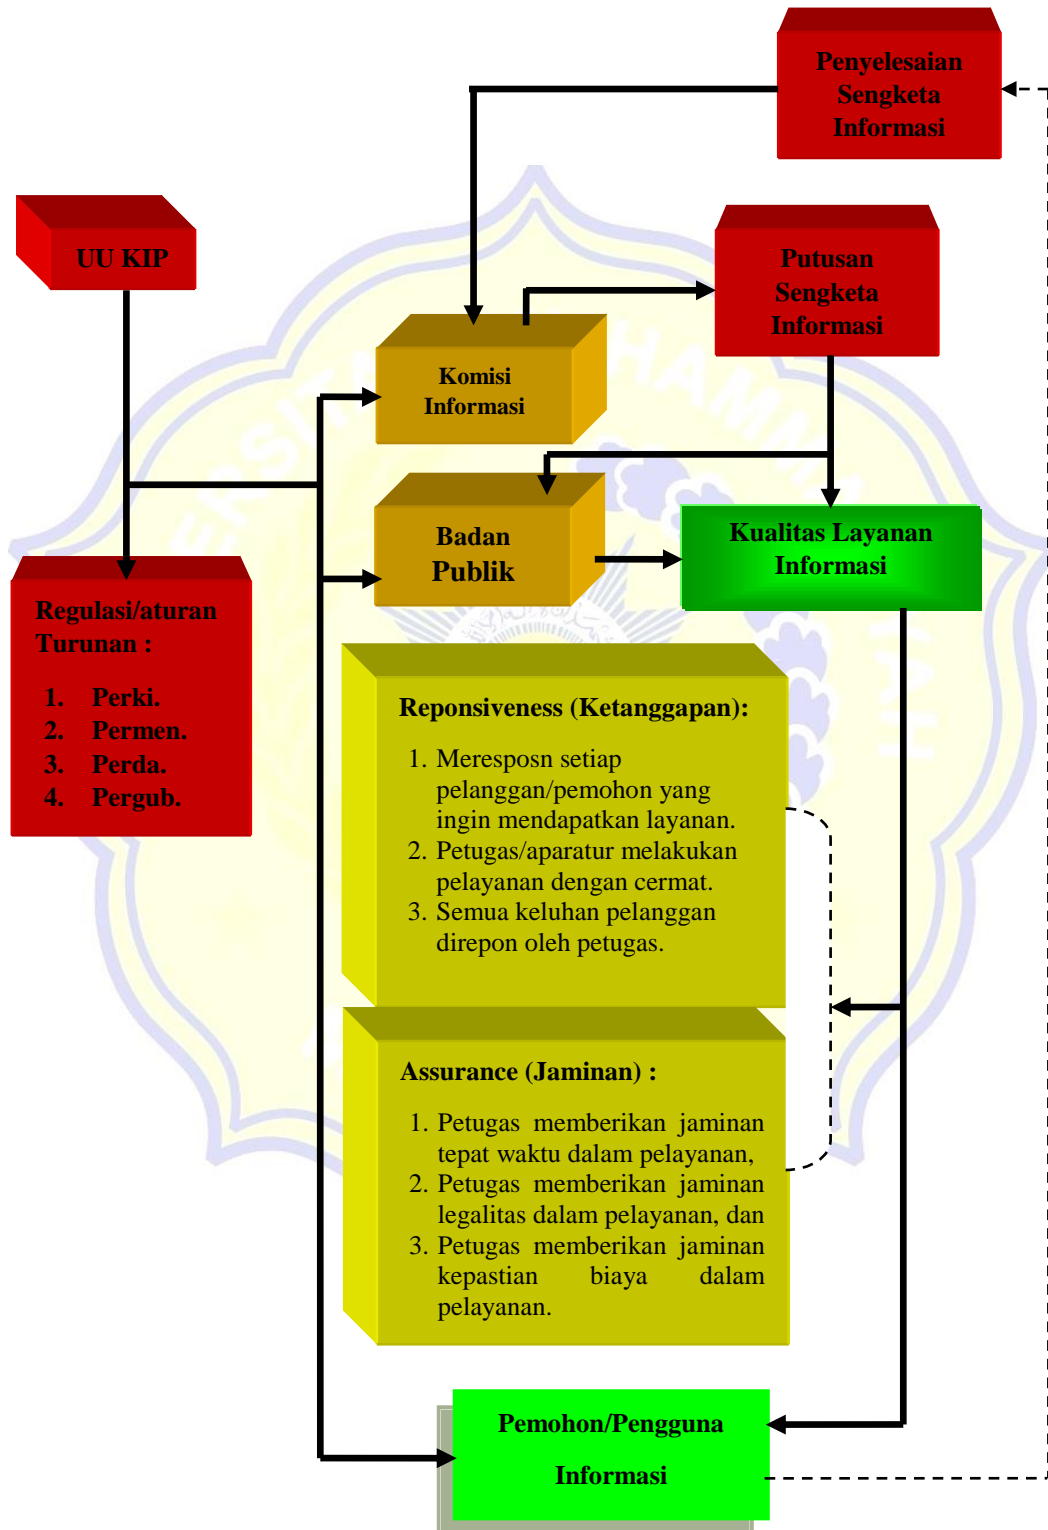 Penyelesaian
Sengketa
Informasi
UU KIP
Putusan
Sengketa
Informasi
Komisi
Informasi
Badan
Publik
Kualitas Layanan
Informasi
Regulasi/aturan
Turunan :
1. Perki.
2. Permen.
3. Perda.
4. Pergub.
Reponsiveness (Ketanggapan):
1. Meresposn setiap
pelanggan/pemohon yang
ingin mendapatkan layanan.
2. Petugas/aparatur melakukan
pelayanan dengan cermat.
3. Semua keluhan pelanggan
direpon oleh petugas.
Assurance (Jaminan) :
1. Petugas memberikan jaminan
tepat waktu dalam pelayanan,
2. Petugas memberikan jaminan
legalitas dalam pelayanan, dan
3. Petugas memberikan jaminan
kepastian biaya dalam
pelayanan.
Pemohon/Pengguna
Informasi